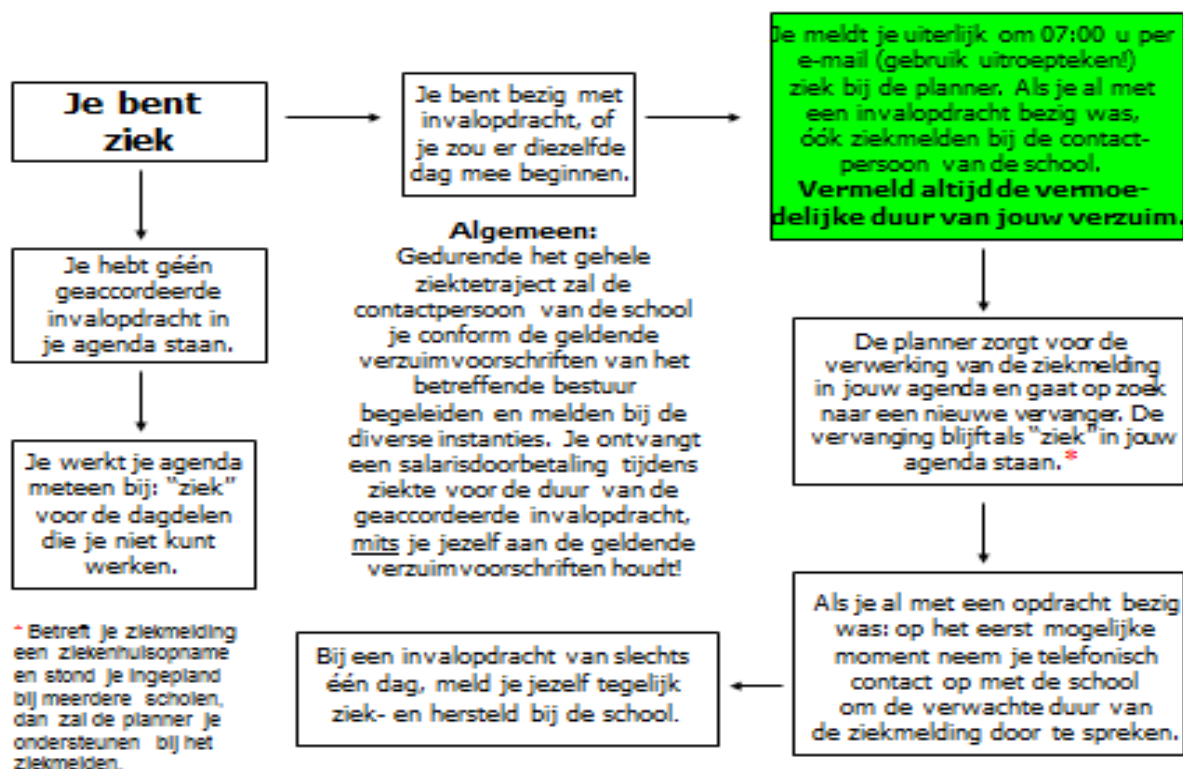 Je bent
ziek
Je bent bezig met
invalopdracht, of
je zou er diezelfde
dag mee beginnen.
Je meldt je uiterlijk om 07:00 u per
e-mail (gebruik uitroepteken!)
ziek bij de planner. Als je al met
een invalopdracht bezig was,
óók ziekmelden bij de contact-
persoon van de school.
Vermeld altijd de vermoe-
delijke duur van jouw verzuim.
Je hebt géén
geaccordeerde
invalopdracht in
je agenda staan.
Je werkt je agenda
meteen bij: “ziek”
voor de dagdelen
die je niet kunt
werken.
Algemeen:
Gedurende het gehele
ziektetraject zal de
contactpersoon van de school
je conform de geldende
verzuimvoorschriften van het
betreffende bestuur
begeleiden en melden bij de
diverse instanties. Je ontvangt
een salarisdoorbetaling tijdens
ziekte voor de duur van de
geaccordeerde invalopdracht,
mits je jezelf aan de geldende
verzuimvoorschriften houdt!
De planner zorgt voor de
verwerking van de ziekmelding
in jouw agenda en gaat op zoek
naar een nieuwe vervanger. De
vervanging blijft als “ziek” in jouw
agenda staan. *
Als je al met een opdracht bezig
was: op het eerst mogelijke
moment neem je telefonisch
contact op met de school
om de verwachte duur van
de ziekmelding door te spreken.
Bij een invalopdracht van slechts
één dag, meld je jezelf tegelijk
ziek- en hersteld bij de school.
* Betreft je ziekmelding
een ziekenhuisopname
en stond je ingepland
bij meerdere scholen,
dan zal de planner je
ondersteunen bij het
ziekmelden.